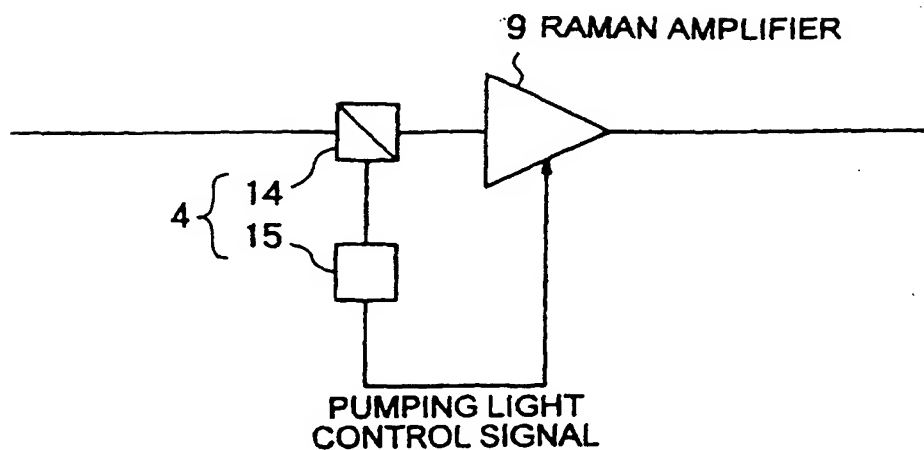 9 RAMAN AMPLIFIER
14
4
15
PUMPING LIGHT
CONTROL SIGNAL